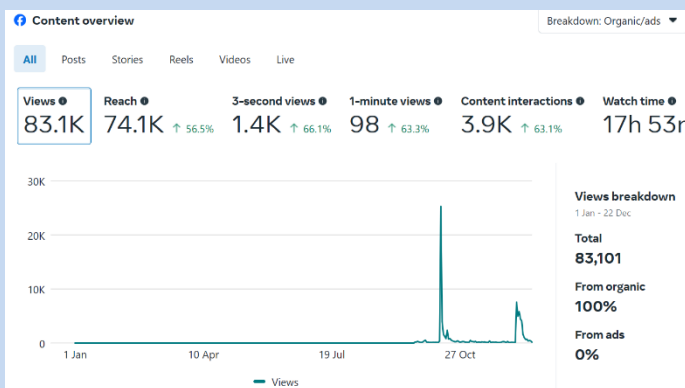 Content overview
Breakdown: Organic/ads
All Posts Stories Reels Videos Live
Views Reach 3-second views 1-minute views Content interactions Watch time
83.1K 74.1K ↑ 56.5% 1.4K ↑ 66.1% 98 ↑ 63.3% 3.9K ↑ 63.1% 17h 53
30K
20K
10K
0
1 Jan 10 Apr 19 Jul 27 Oct
Views
Views breakdown
1 Jan - 22 Dec
Total
83,101
From organic
100%
From ads
0%